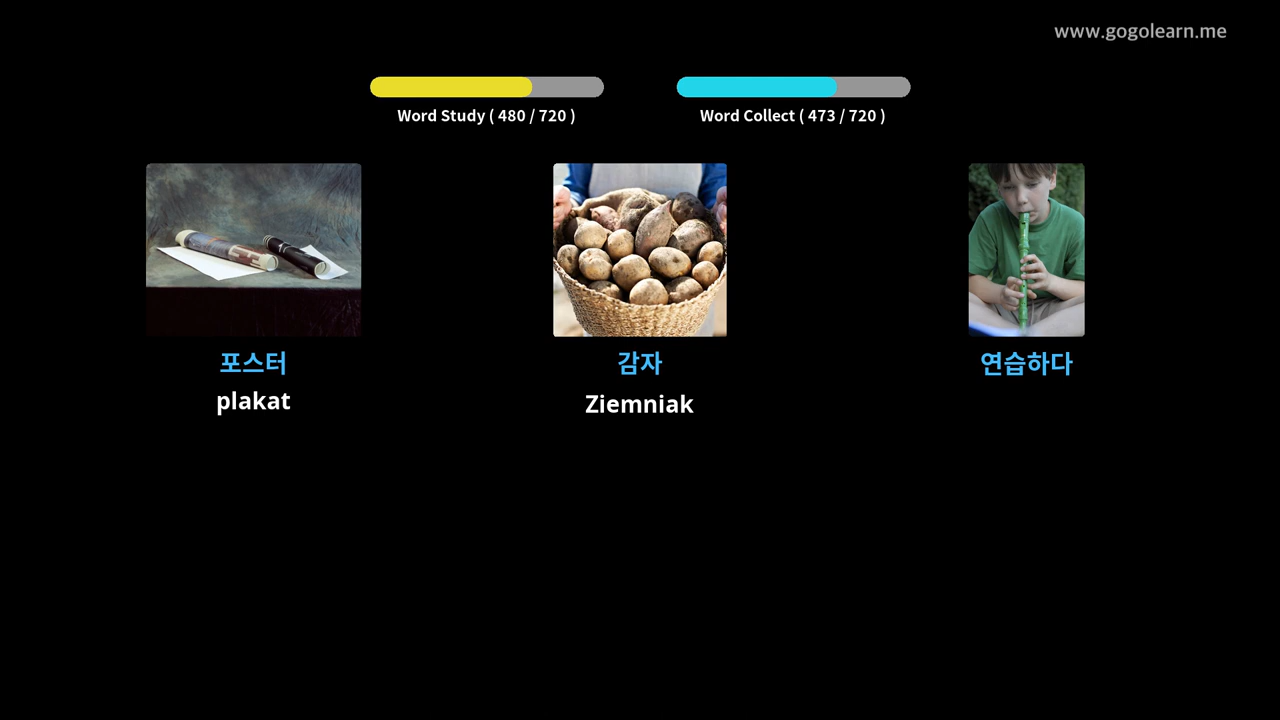 www.gogolearn.me
Word Study ( 480 / 720 )
Word Collect ( 473 / 720 )
포스터
감자
연습하다
plakat
Ziemniak